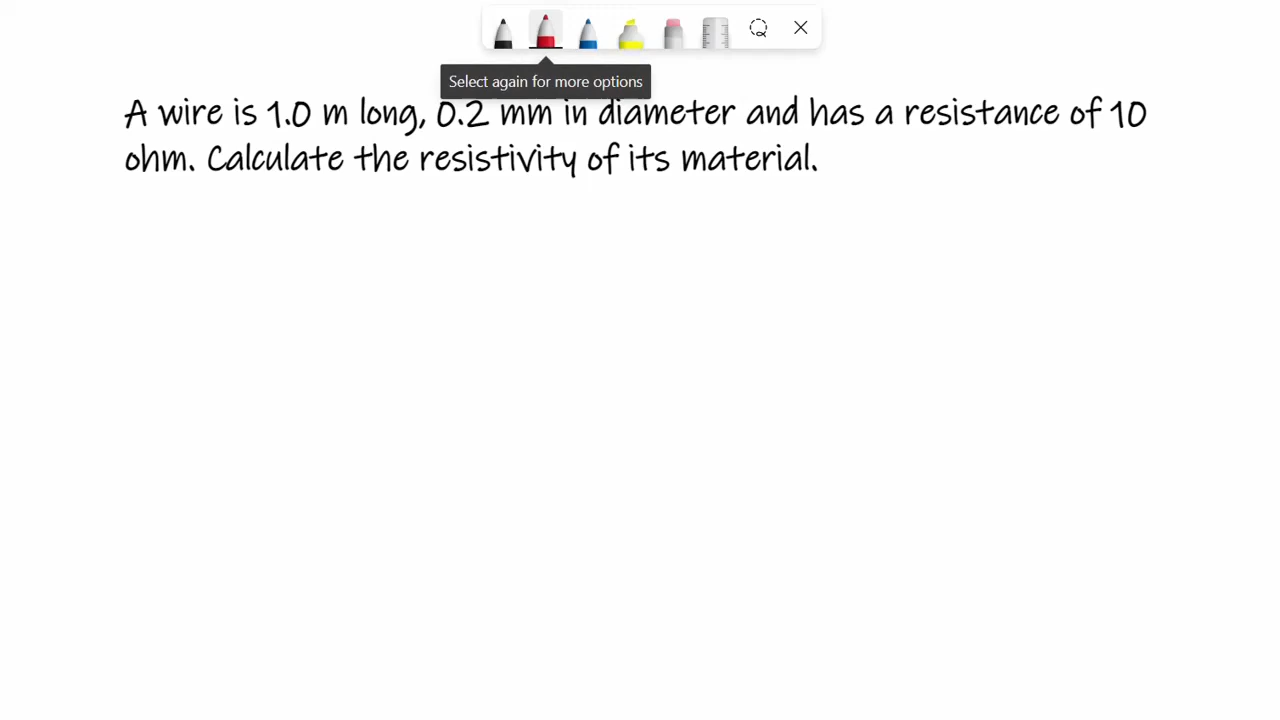 Select again for more options
A wire is 1.0 m long, 0.2 mm in diameter and has a resistance of 10
ohm. Calculate the resistivity of its material.